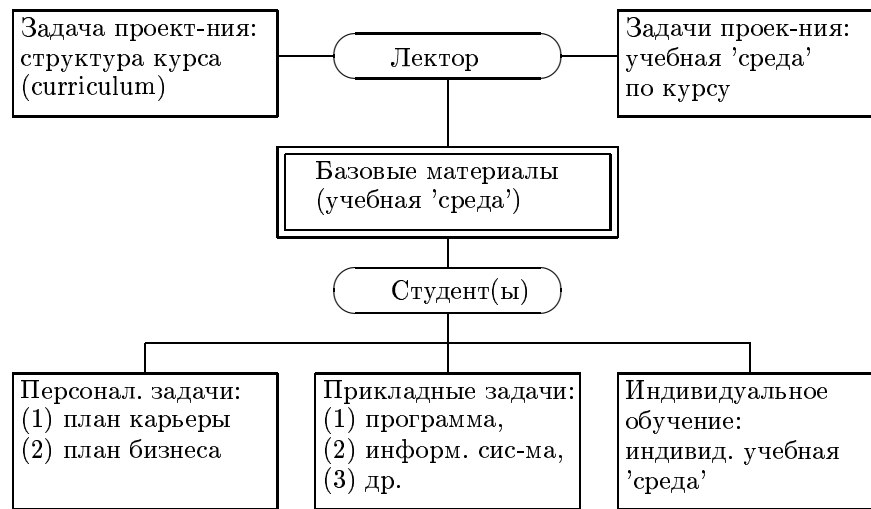 Задача проект-ния:
структура курса
(curriculum)
Лектор
Задачи проек-ния:
учебная 'среда'
по курсу
Базовые материалы
(учебная 'среда')
Студент(ы)
Персонал. задачи:
(1) план карьеры
(2) план бизнеса
Прикладные задачи:
(1) программа,
(2) информ. сис-ма,
(3) др.
Индивидуальное
обучение:
индивид. учебная
'среда'